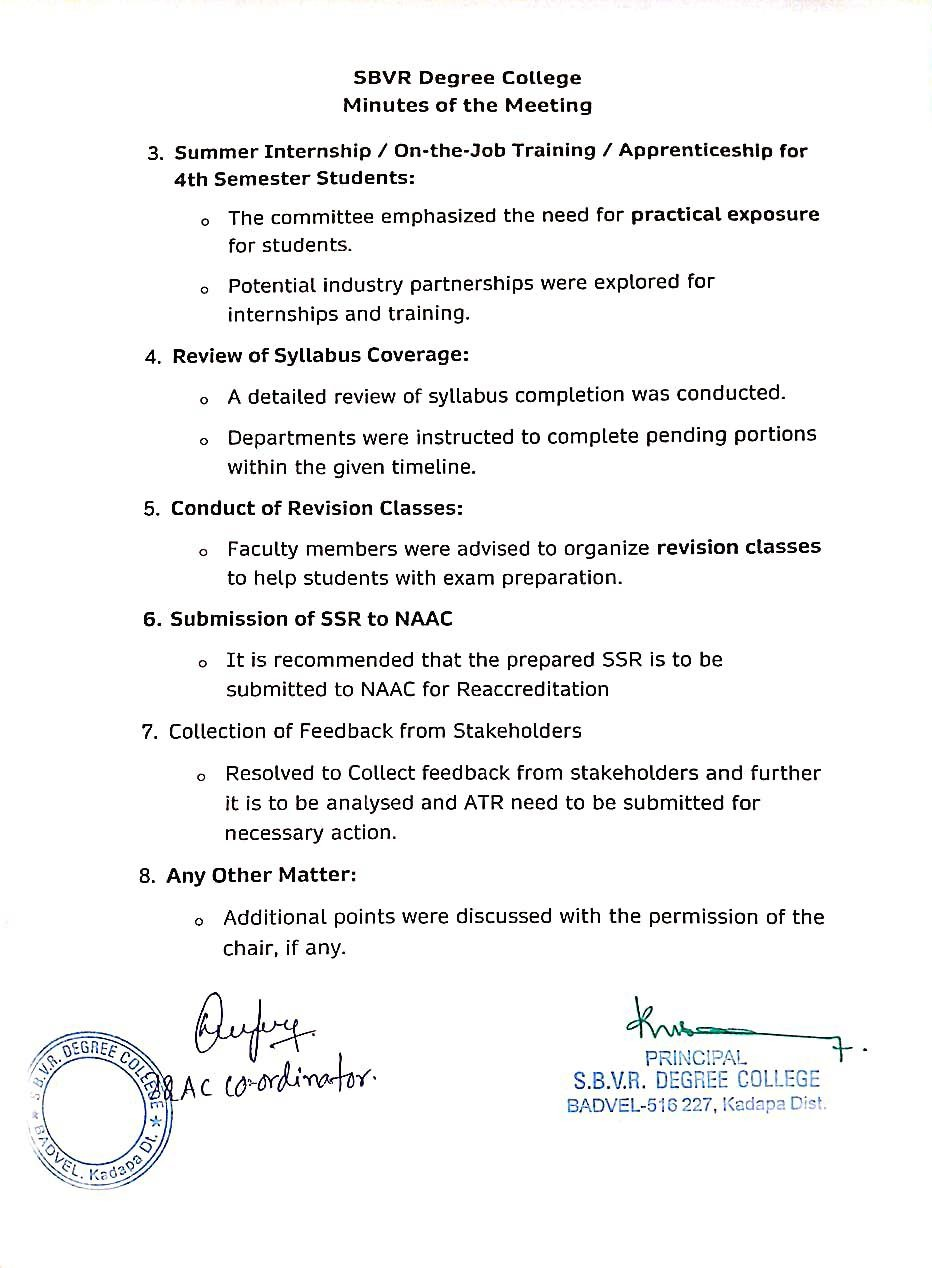 SBVR Degree College
Minutes of the Meeting
3. Summer Internship / On-the-Job Training / Apprenticeship for
4th Semester Students:
o The committee emphasized the need for practical exposure
for students.
o Potential industry partnerships were explored for
internships and training.
4. Review of Syllabus Coverage:
o A detailed review of syllabus completion was conducted.
o Departments were instructed to complete pending portions
within the given timeline.
5. Conduct of Revision Classes:
o Faculty members were advised to organize revision classes
to help students with exam preparation.
6. Submission of SSR to NAAC
o It is recommended that the prepared SSR is to be
submitted to NAAC for Reaccreditation
7. Collection of Feedback from Stakeholders
o Resolved to Collect feedback from stakeholders and further
it is to be analysed and ATR need to be submitted for
necessary action.
8. Any Other Matter:
o Additional points were discussed with the permission of the
chair, if any.
Co-ordinator.
S.B.V.R. DEGREE COLLEGE
BADVEL. Kadapa Dt.
PRINCIPAL
S.B.V.R. DEGREE COLLEGE
BADVEL-516 227, Kadapa Dist.